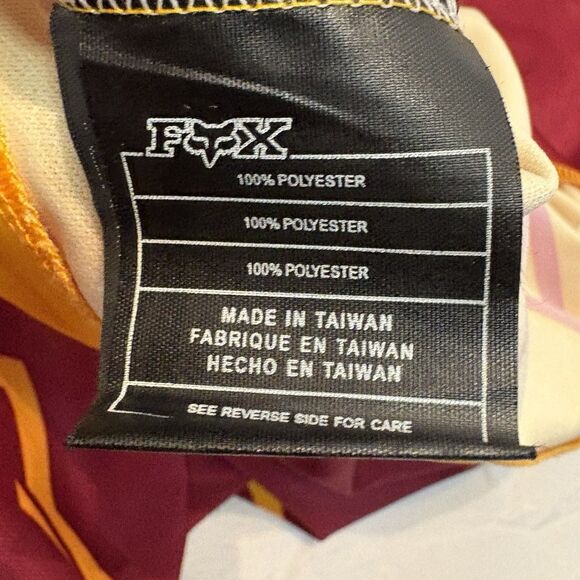 FOX
100% POLYESTER
100% POLYESTER
100% POLYESTER
MADE IN TAIWAN
FABRIQUE EN TAIWAN
HECHO EN TAIWAN
SEE REVERSE SIDE FOR CARE